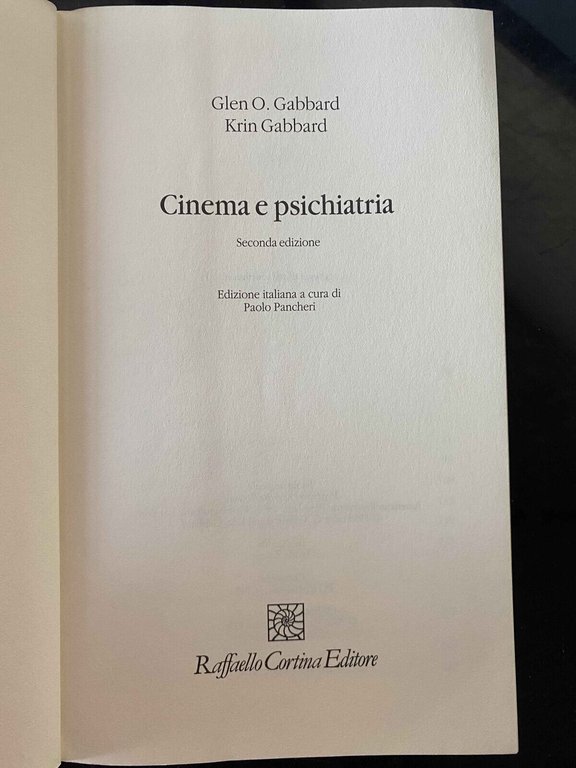 Glen O. Gabbard
Krin Gabbard
Cinema e psichiatria
Seconda edizione
Edizione italiana a cura di
Paolo Pancheri
Raffaello Cortina Editore